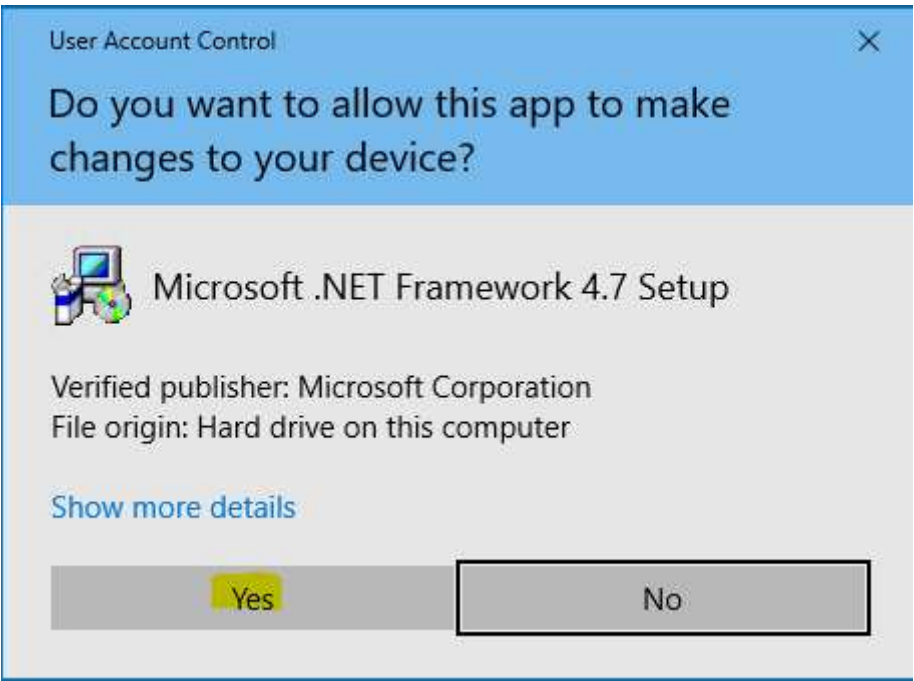 User Account Control
Do you want to allow this app to make
changes to your device?
Microsoft .NET Framework 4.7 Setup
Verified publisher: Microsoft Corporation
File origin: Hard drive on this computer
Show more details
Yes
No